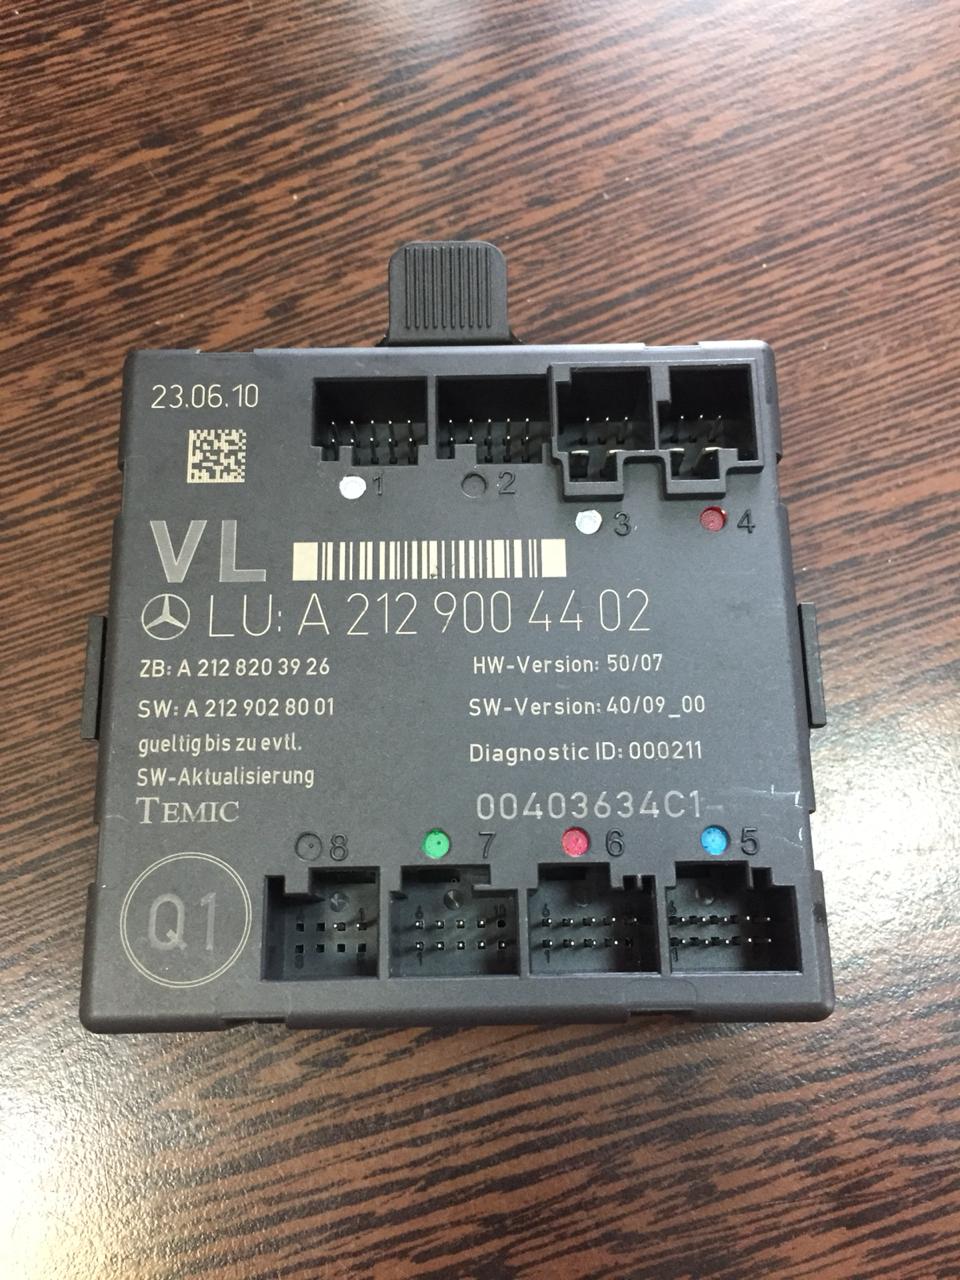 23.06.10
1
2
3
4
VL
LU: A 212 900 44 02
ZB: A 212 820 39 26
HW-Version: 50/07
SW: A 212 902 80 01
SW-Version: 40/09_00
gueltig bis zu evtl.
Diagnostic ID: 000211
SW-Aktualisierung
TEMIC
00403634C1
8
7
6
5
Q1